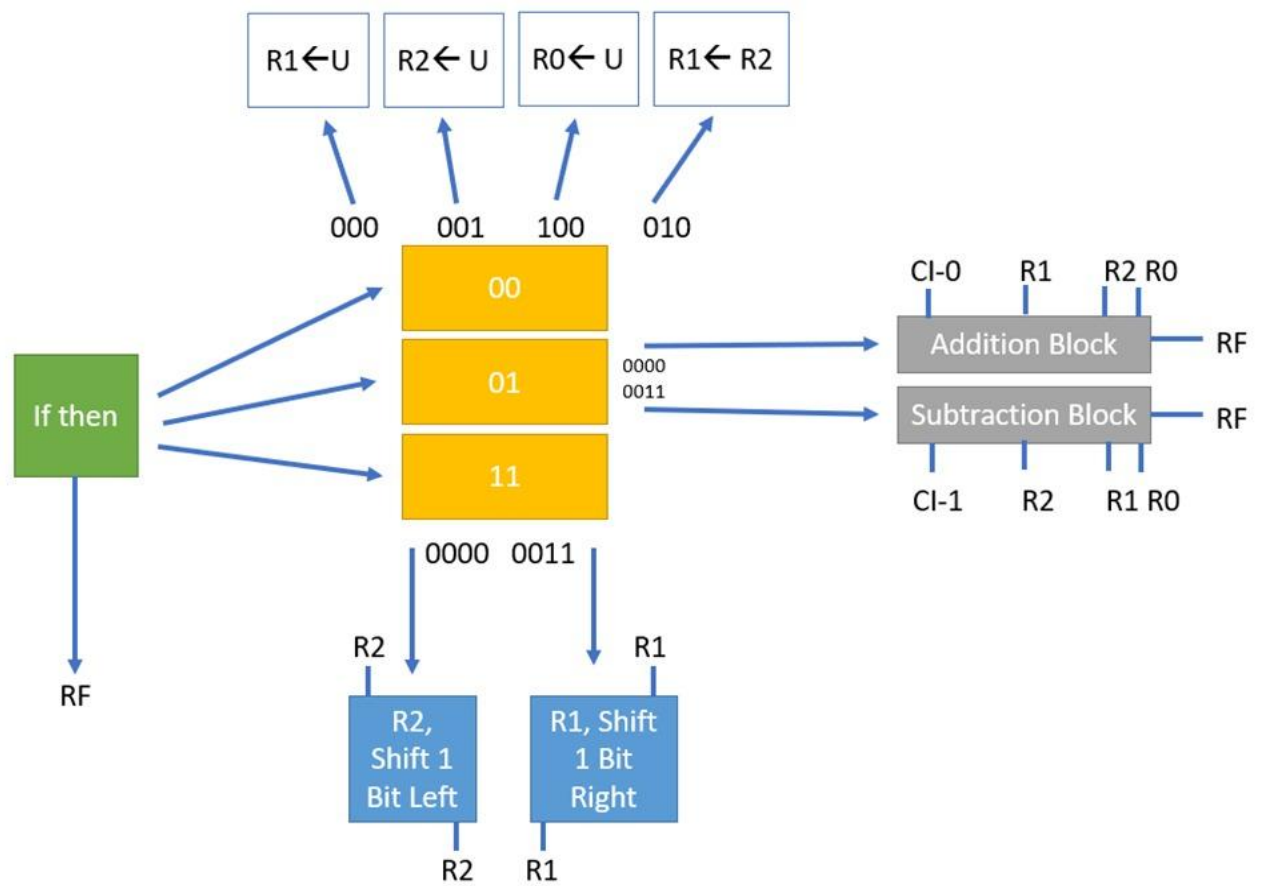 R1←U R2← U R0← U R1← R2
000 001 100 010
00
CI-0 R1 R2 R0
Addition Block RF
0000
01
0011
If then
Subtraction Block RF
11
CI-1 R2 R1 R0
0000 0011
R2 R1
RF
R2,
Shift 1
Bit Left
R1, Shift
1 Bit
Right
R2 R1